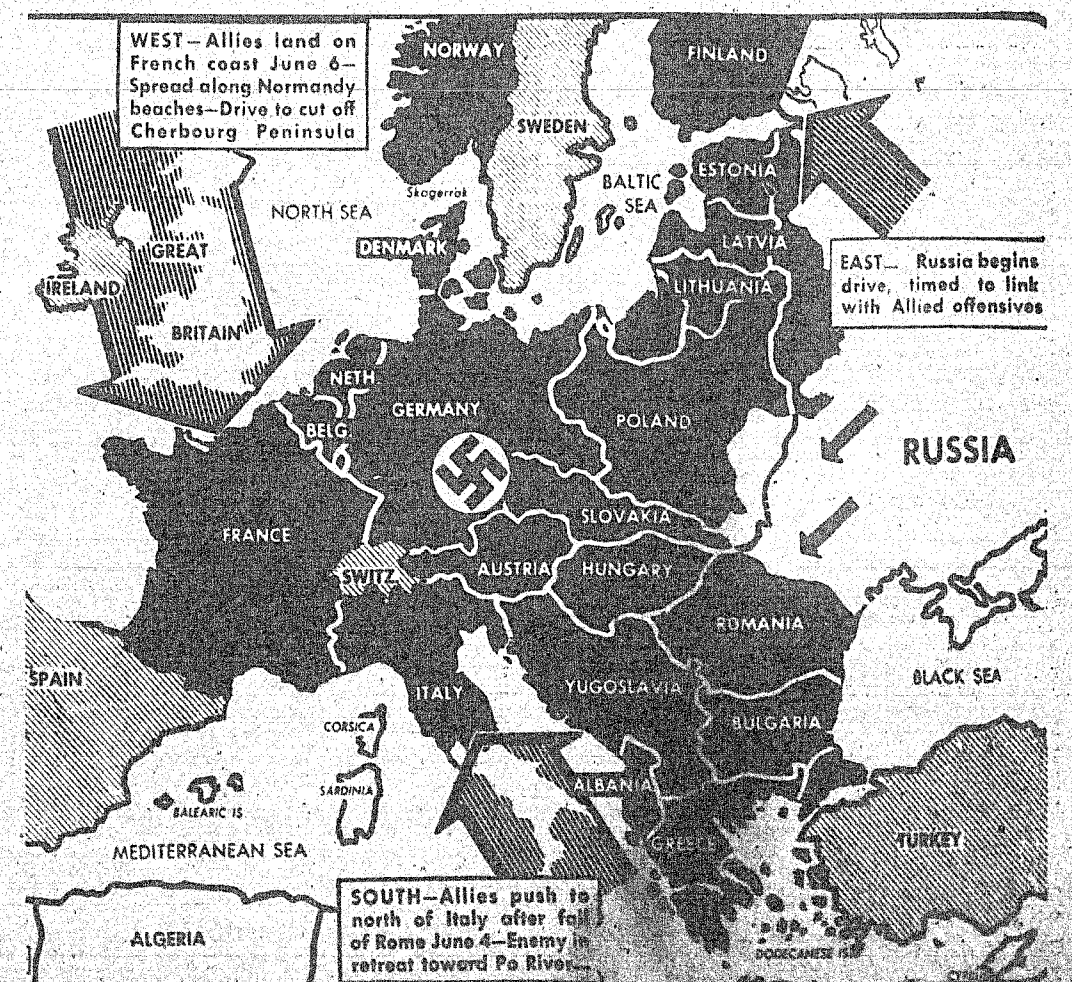 WEST—Allies land on
French coast June 6—
Spread along Normandy
beaches—Drive to cut off
Cherbourg Peninsula
NORWAY
FINLAND
SWEDEN
ESTONIA
Skagerrak
BALTIC
SEA
NORTH SEA
DENMARK
LATVIA
GREAT
BRITAIN
IRELAND
LITHUANIA
EAST— Russia begins
drive, timed to link
with Allied offensives
NETH.
GERMANY
BELG.
POLAND
RUSSIA
FRANCE
SLOVAKIA
SWITZ.
AUSTRIA
HUNGARY
ROMANIA
SPAIN
ITALY
YUGOSLAVIA
BLACK SEA
CORSICA
BULGARIA
SARDINIA
ALBANIA
BALEARIC IS
GREECE
TURKEY
MEDITERRANEAN SEA
SOUTH—Allies push to
north of Italy after fall
of Rome June 4—Enemy in
retreat toward Po River—
ALGERIA
DODECANESE IS